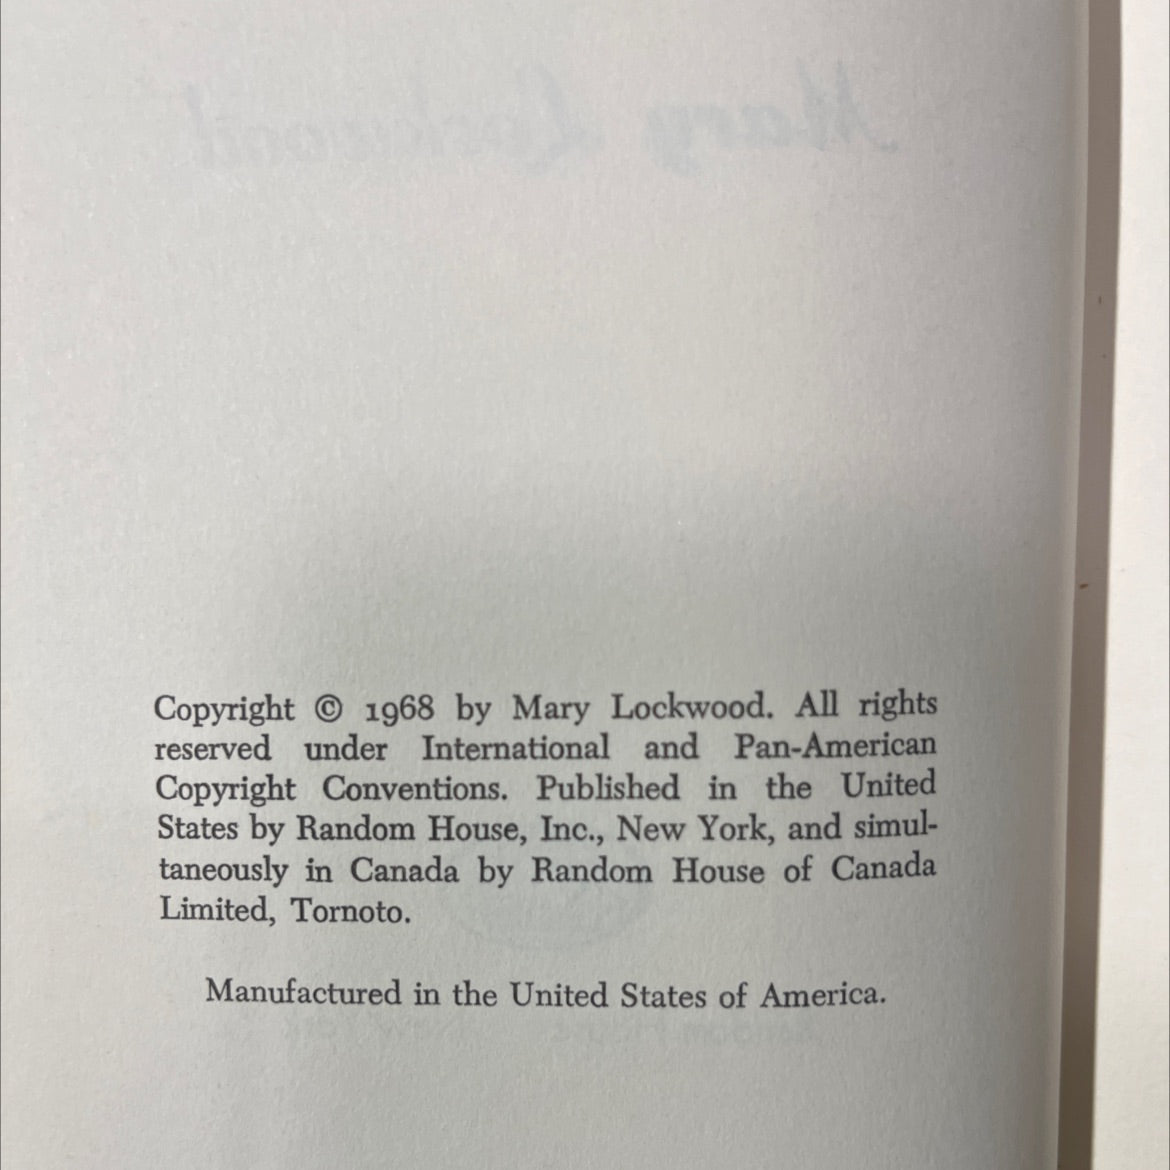 Mary Lockwood
Copyright © 1968 by Mary Lockwood. All rights
reserved under International and Pan-American
Copyright Conventions. Published in the United
States by Random House, Inc., New York, and simul-
taneously in Canada by Random House of Canada
Limited, Tornoto.
Manufactured in the United States of America.